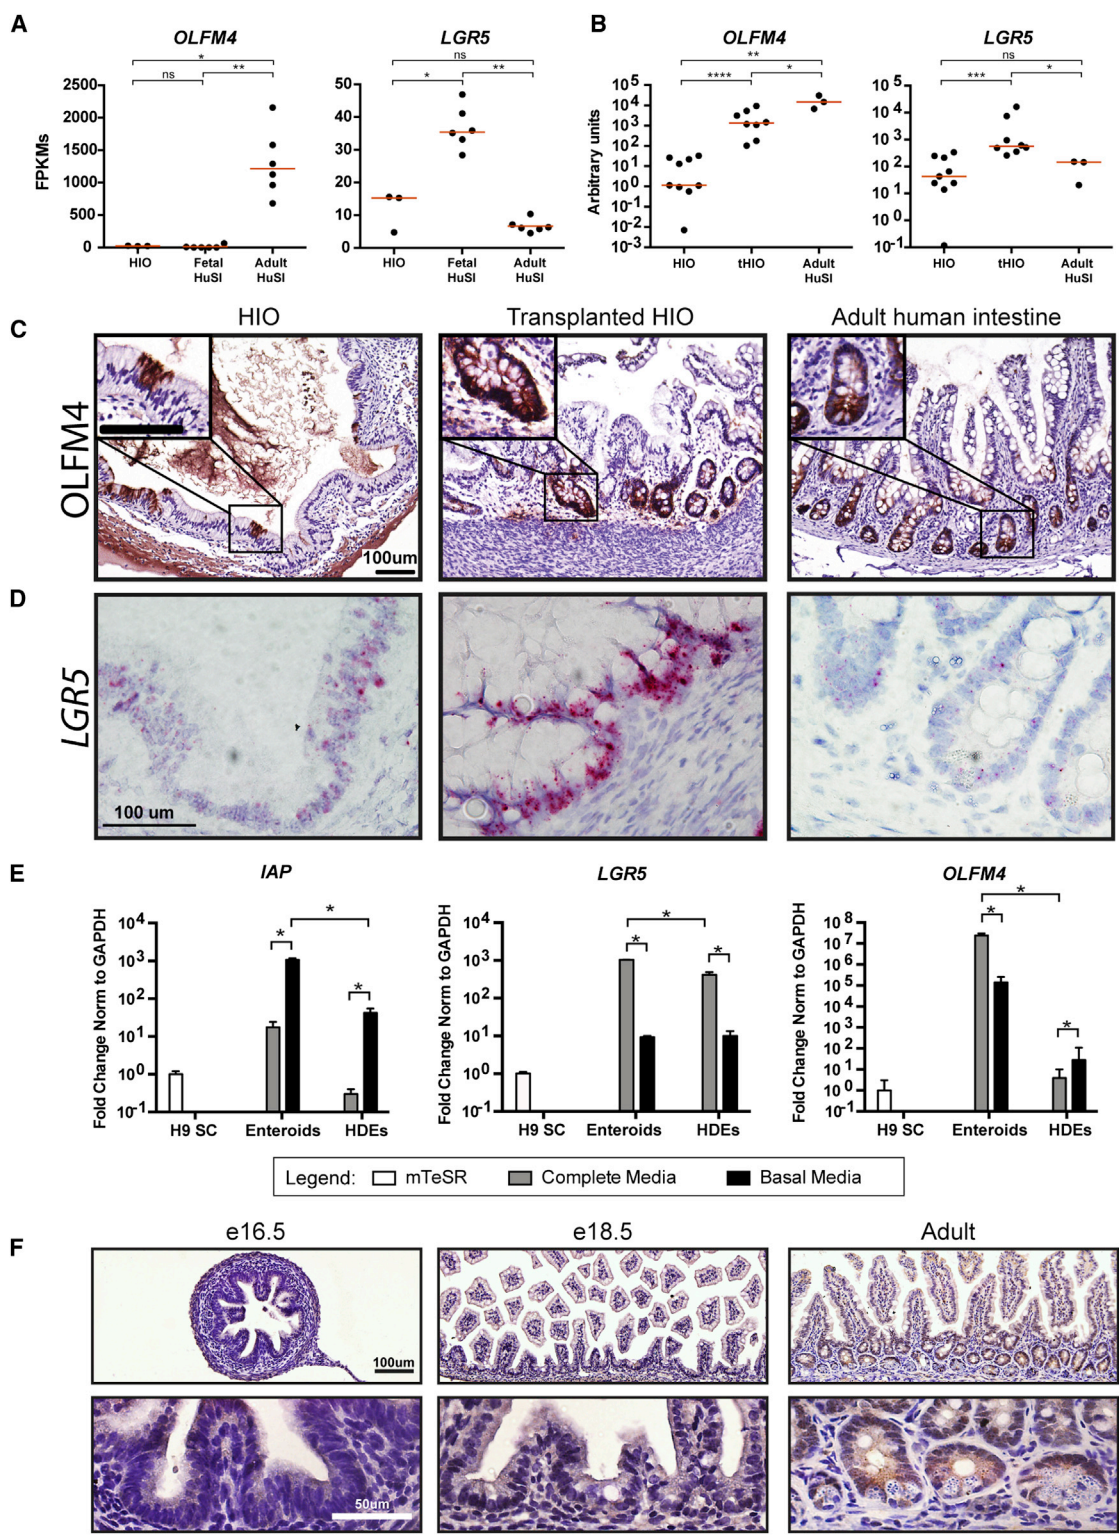 A
OLFM4
LGR5
B
OLFM4
LGR5
*
ns
**
FPKMs
2500
2000
1500
1000
500
0
HIO
Fetal HuSI
Adult HuSI
ns
*
**
50
40
30
20
10
0
HIO
Fetal HuSI
Adult HuSI
**
****
*
Arbitrary units
10^5
10^4
10^3
10^2
10^1
10^0
10^-1
10^-2
10^-3
HIO
tHIO
Adult HuSI
ns
***
*
10^5
10^4
10^3
10^2
10^1
10^0
10^-1
HIO
tHIO
Adult HuSI
C
HIO
Transplanted HIO
Adult human intestine
OLFM4
100um
D
LGR5
100 um
E
IAP
LGR5
OLFM4
Fold Change Norm to GAPDH
10^4
10^3
10^2
10^1
10^0
10^-1
*
*
*
H9 SC
Enteroids
HDEs
Fold Change Norm to GAPDH
10^4
10^3
10^2
10^1
10^0
10^-1
*
*
*
H9 SC
Enteroids
HDEs
Fold Change Norm to GAPDH
10^8
10^7
10^6
10^5
10^4
10^3
10^2
10^1
10^0
10^-1
*
*
*
H9 SC
Enteroids
HDEs
Legend:
mTeSR
Complete Media
Basal Media
F
e16.5
e18.5
Adult
100um
50um